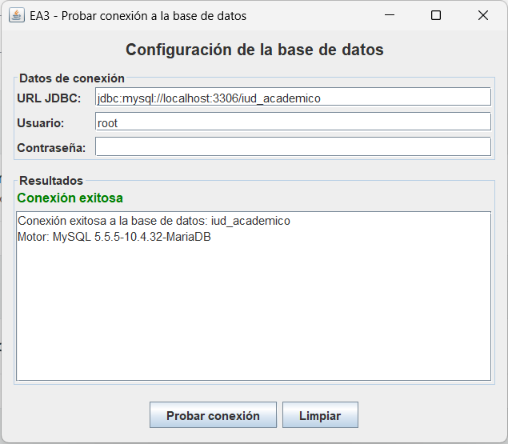 EA3 - Probar conexión a la base de datos
Configuración de la base de datos
Datos de conexión
URL JDBC: jdbc:mysql://localhost:3306/iud_academico
Usuario: root
Contraseña:
Resultados
Conexión exitosa
Conexión exitosa a la base de datos: iud_academico
Motor: MySQL 5.5.5-10.4.32-MariaDB
Probar conexión Limpiar